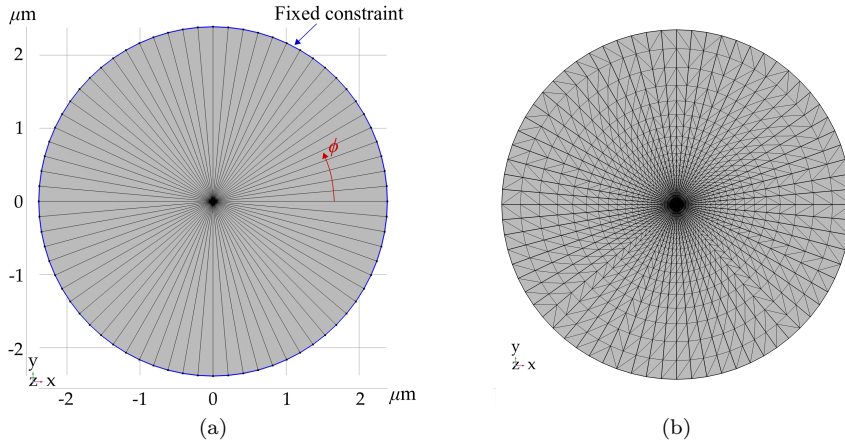 μm
Fixed constraint
2
1
0
-1
-2
ϕ
y
z x
-2 -1 0 1 2 μm
y
z x
(a) (b)